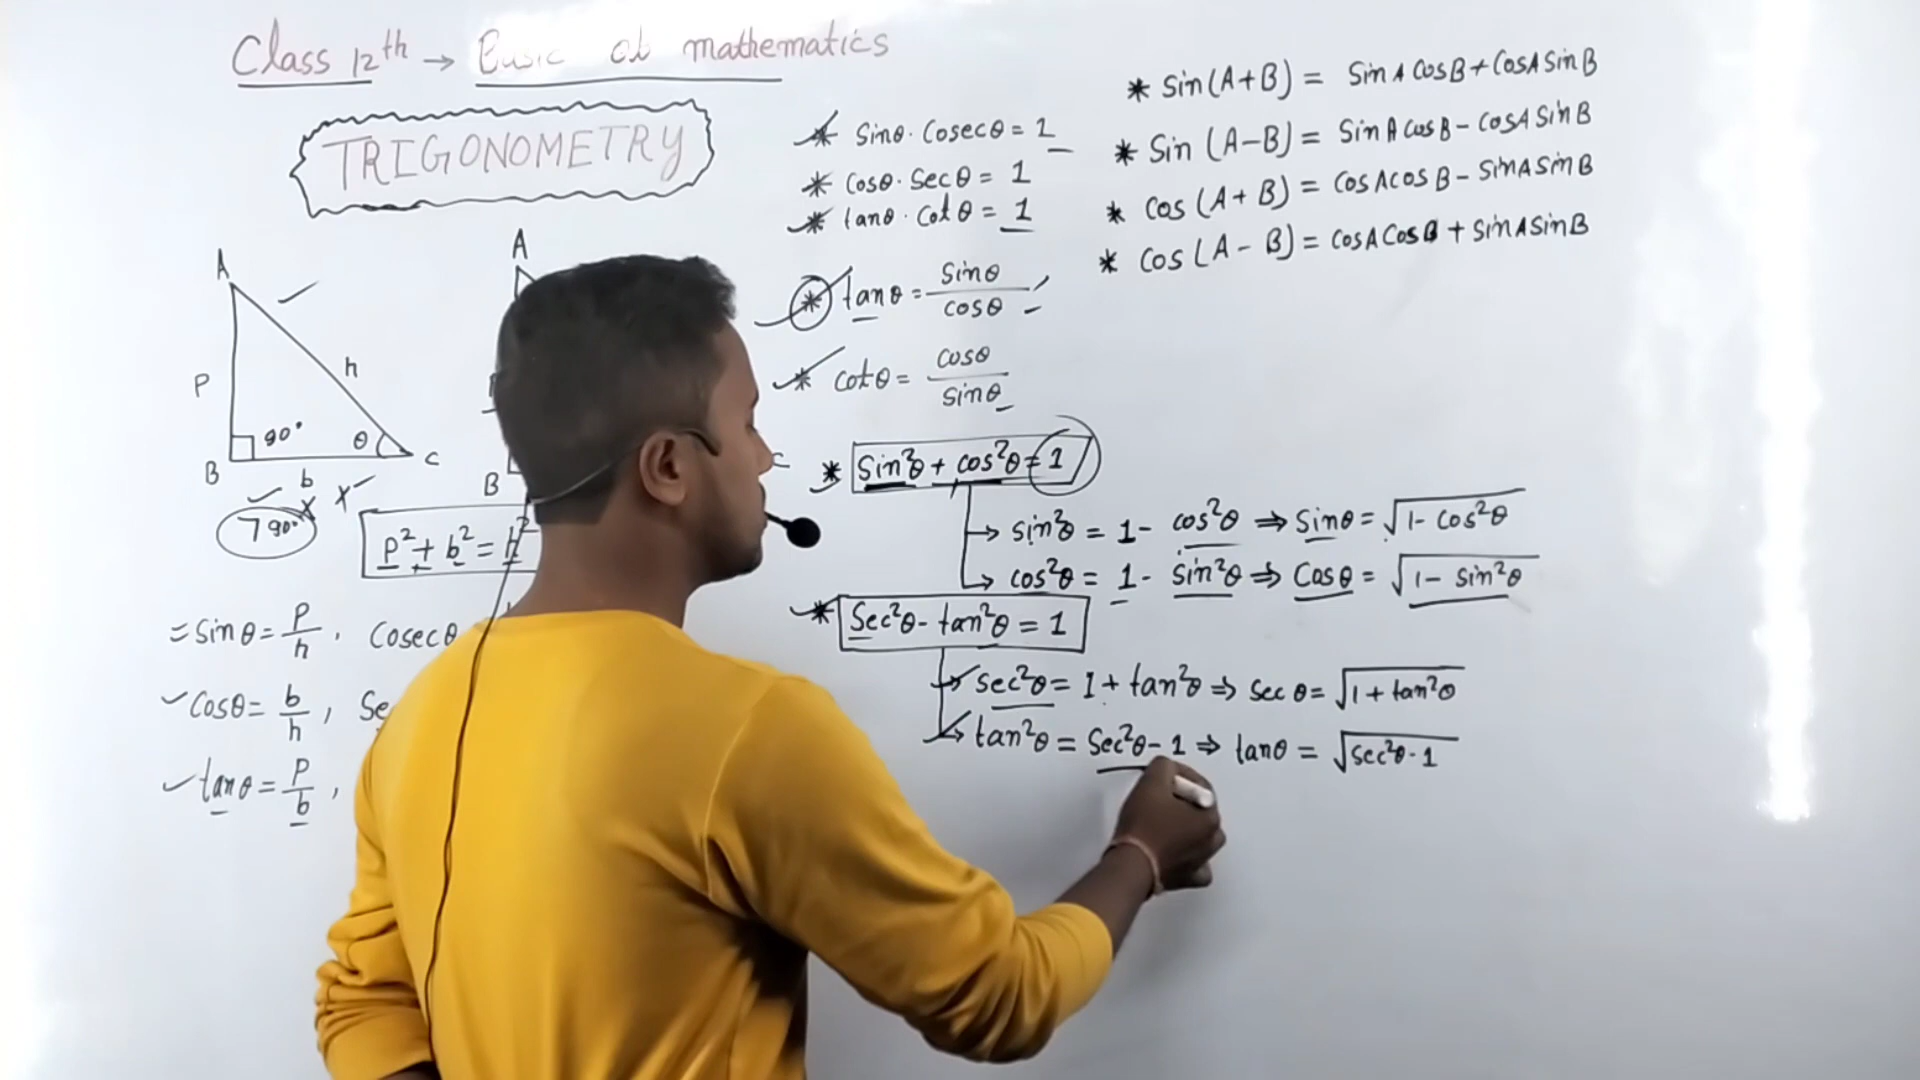 Class 12th → Basic of mathematics
TRIGONOMETRY
A
h
P
90°
θ
B
b
C
790°
P² + b² = h²
= sinθ = P/h , Cosecθ
Cosθ = b/h , Se
tanθ = P/b ,
A
B
C
* Sinθ · Cosecθ = 1
* Cosθ · Secθ = 1
* tanθ · Cotθ = 1
* tanθ = Sinθ/cosθ
* Cotθ = cosθ/sinθ
* Sin²θ + cos²θ = 1
→ sin²θ = 1 - cos²θ ⇒ Sinθ = √1 - Cos²θ
→ cos²θ = 1 - Sin²θ ⇒ Cosθ = √1 - Sin²θ
* Sec²θ - tan²θ = 1
→ sec²θ = 1 + tan²θ ⇒ sec θ = √1 + tan²θ
→ tan²θ = Sec²θ - 1 ⇒ tanθ = √sec²θ - 1
* Sin(A+B) = SinA CosB + CosA SinB
* Sin (A-B) = SinA CosB - CosA SinB
* cos (A+B) = CosA cosB - SinA SinB
* cos (A-B) = cosA CosB + SinA SinB